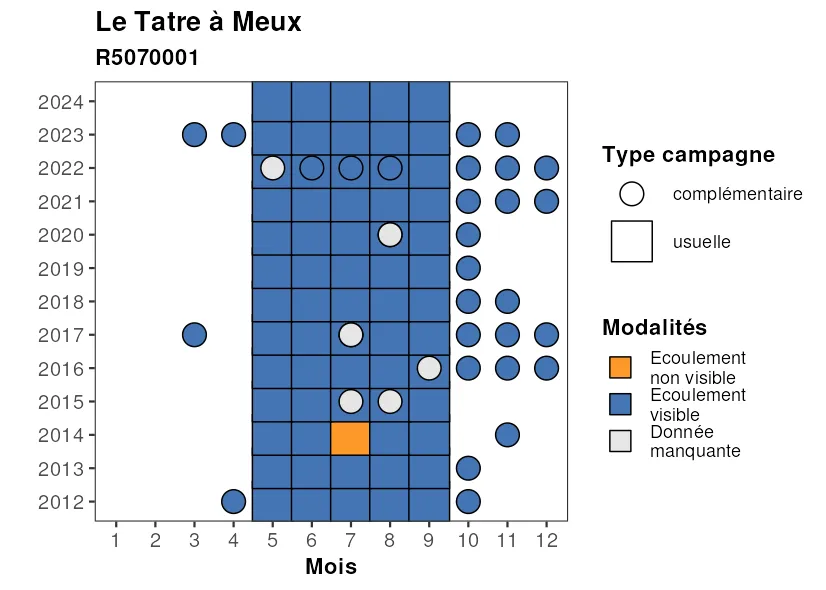 Le Tatre à Meux
R5070001
2024
2023
2022
2021
2020
2019
2018
2017
2016
2015
2014
2013
2012
1 2 3 4 5 6 7 8 9 10 11 12
Mois
Type campagne
complémentaire
usuelle
Modalités
Ecoulement
non visible
Ecoulement
visible
Donnée
manquante